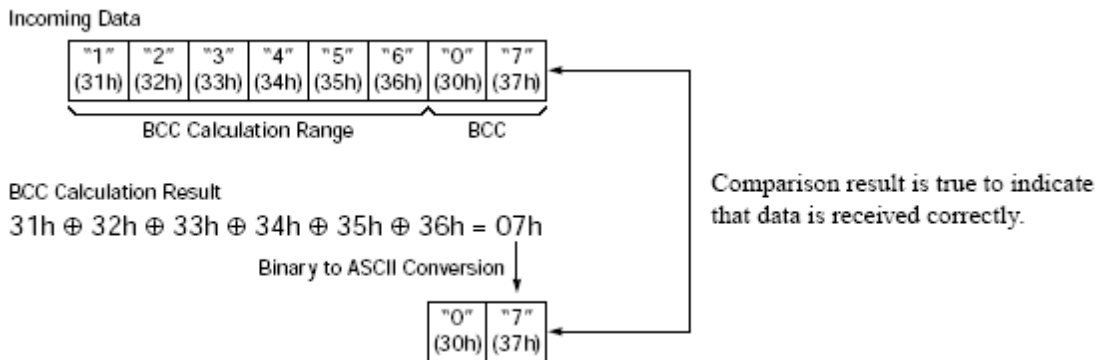 Incoming Data
"1" "2" "3" "4" "5" "6" "0" "7"
(31h) (32h) (33h) (34h) (35h) (36h) (30h) (37h)
BCC Calculation Range BCC
BCC Calculation Result
31h ⊕ 32h ⊕ 33h ⊕ 34h ⊕ 35h ⊕ 36h = 07h
Binary to ASCII Conversion
"0" "7"
(30h) (37h)
Comparison result is true to indicate
that data is received correctly.